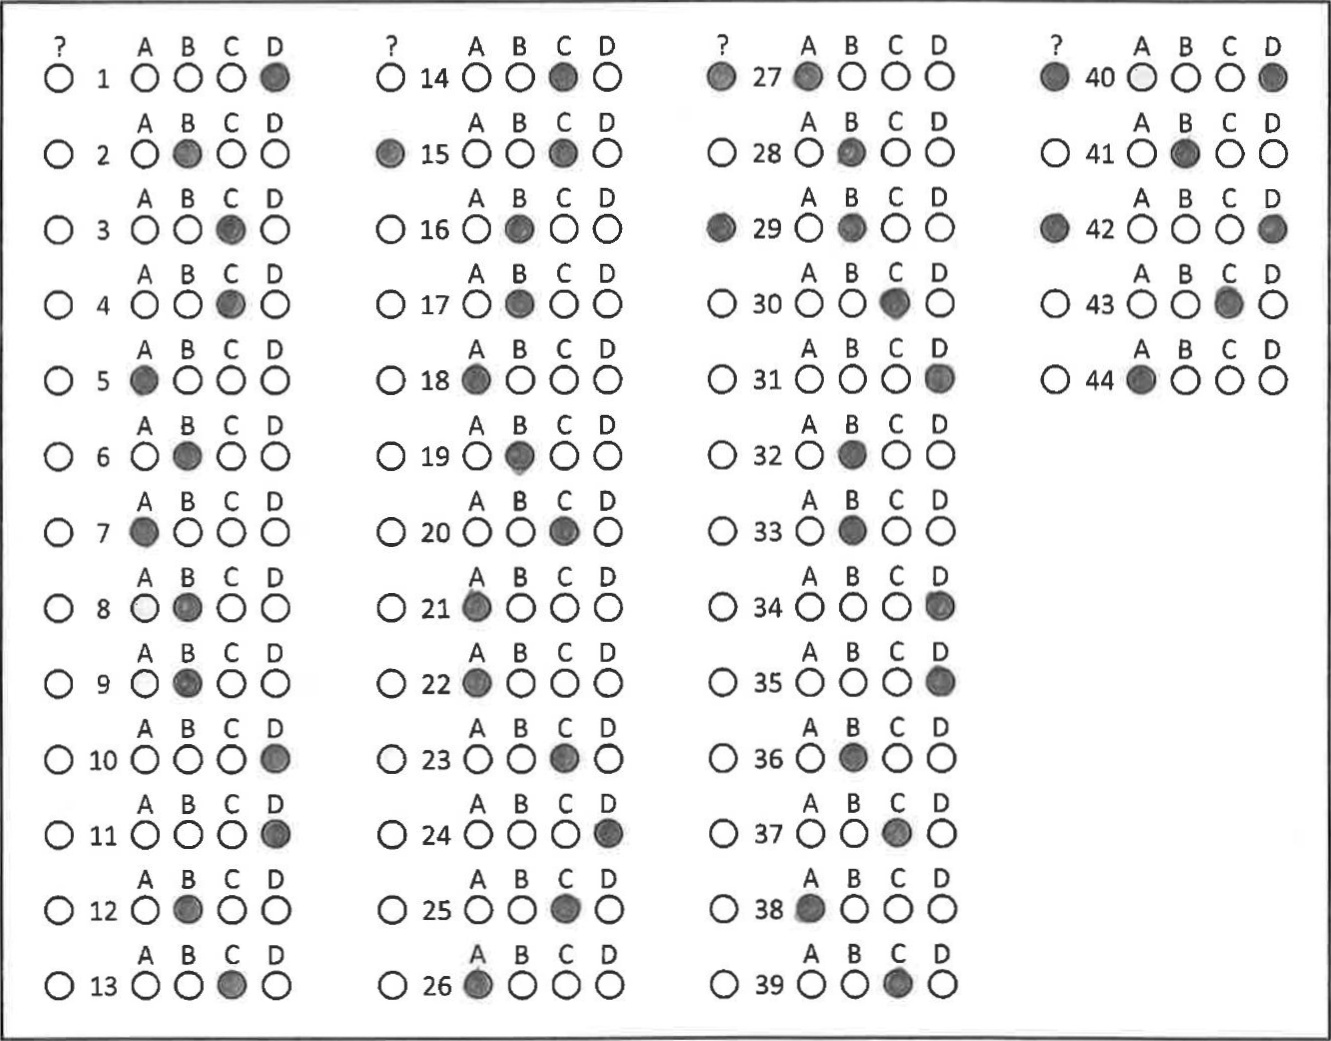 ? A B C D
1
A B C D
2
A B C D
3
A B C D
4
A B C D
5
A B C D
6
A B C D
7
A B C D
8
A B C D
9
A B C D
10
A B C D
11
A B C D
12
A B C D
13
? A B C D
14
A B C D
15
A B C D
16
A B C D
17
A B C D
18
A B C D
19
A B C D
20
A B C D
21
A B C D
22
A B C D
23
A B C D
24
A B C D
25
A B C D
26
? A B C D
27
A B C D
28
A B C D
29
A B C D
30
A B C D
31
A B C D
32
A B C D
33
A B C D
34
A B C D
35
A B C D
36
A B C D
37
A B C D
38
A B C D
39
? A B C D
40
A B C D
41
A B C D
42
A B C D
43
A B C D
44